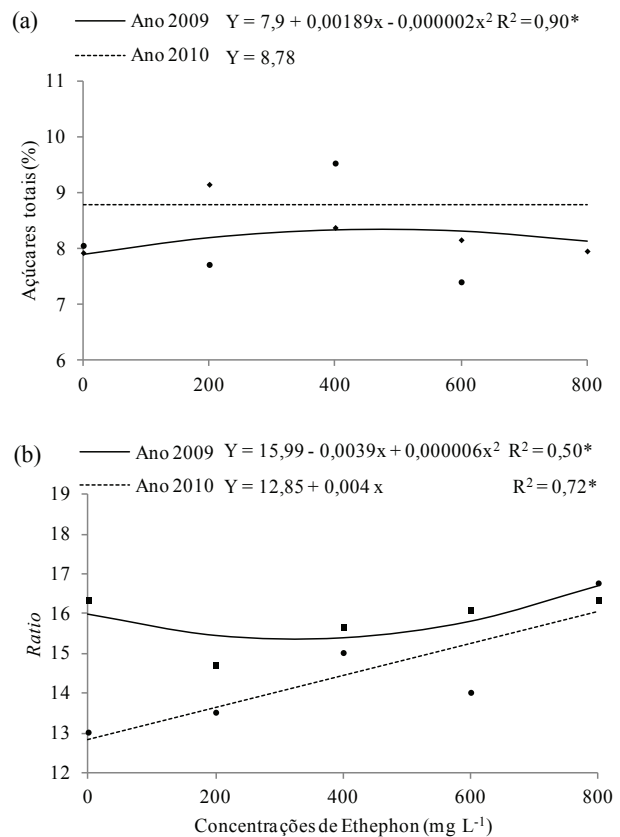 (a)
Ano 2009 Y = 7,9 + 0,00189x - 0,000002x² R² = 0,90*
Ano 2010 Y = 8,78
11
10
9
8
7
6
Açúcares totais (%)
0 200 400 600 800
(b)
Ano 2009 Y = 15,99 - 0,0039x + 0,000006x² R² = 0,50*
Ano 2010 Y = 12,85 + 0,004 x R² = 0,72*
19
18
17
16
15
14
13
12
Ratio
0 200 400 600 800
Concentrações de Ethephon (mg L⁻¹)